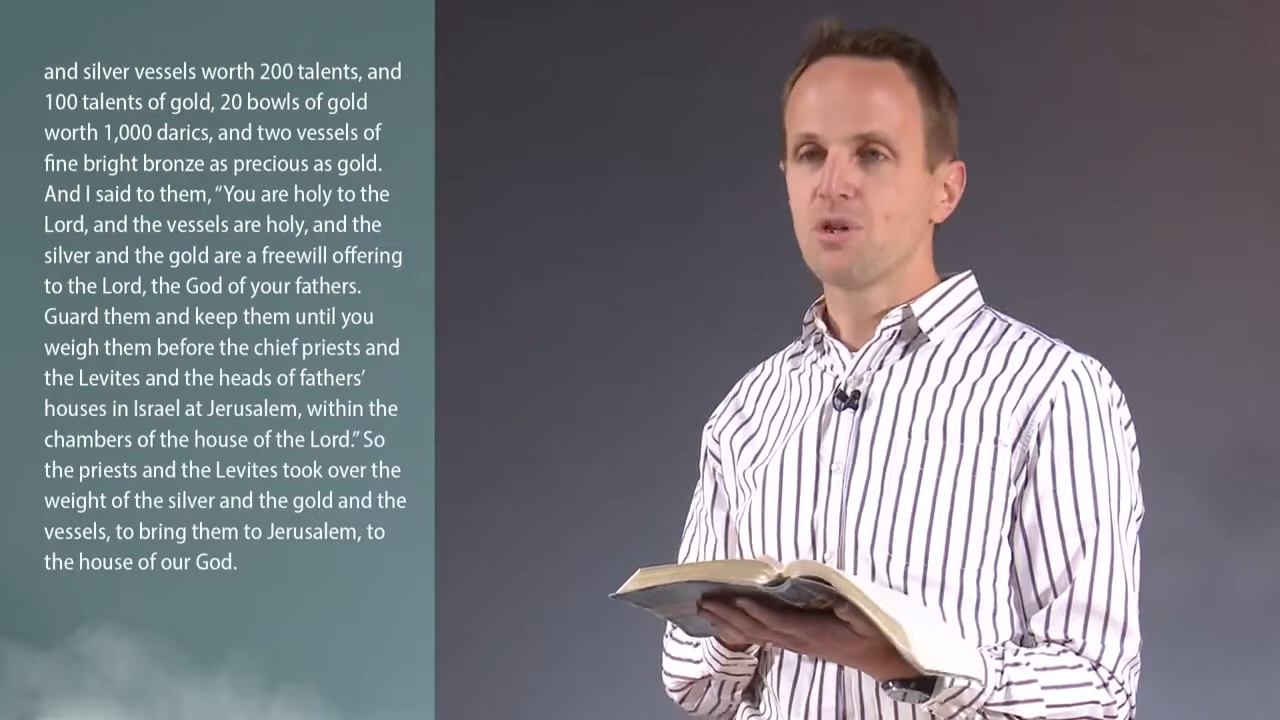 and silver vessels worth 200 talents, and
100 talents of gold, 20 bowls of gold
worth 1,000 darics, and two vessels of
fine bright bronze as precious as gold.
And I said to them, “You are holy to the
Lord, and the vessels are holy, and the
silver and the gold are a freewill offering
to the Lord, the God of your fathers.
Guard them and keep them until you
weigh them before the chief priests and
the Levites and the heads of fathers’
houses in Israel at Jerusalem, within the
chambers of the house of the Lord.” So
the priests and the Levites took over the
weight of the silver and the gold and the
vessels, to bring them to Jerusalem, to
the house of our God.